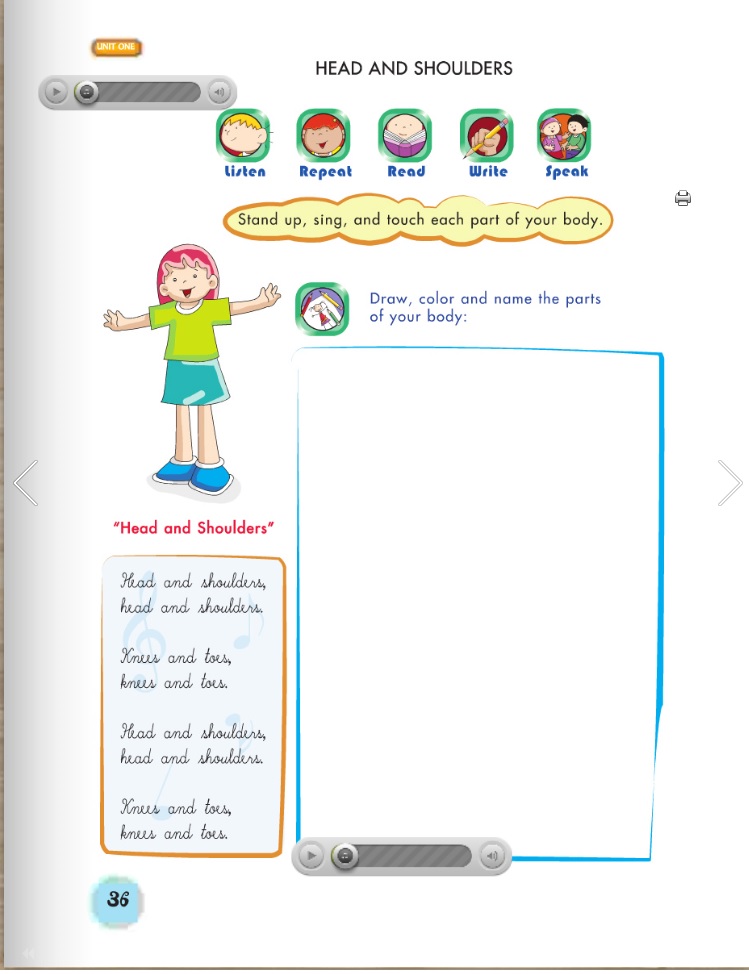 UNIT ONE
HEAD AND SHOULDERS
Listen
Repeat
Read
Write
Speak
Stand up, sing, and touch each part of your body.
Draw, color and name the parts
of your body:
“Head and Shoulders”
Head and shoulders,
head and shoulders.
Knees and toes,
knees and toes.
Head and shoulders,
head and shoulders.
Knees and toes,
knees and toes.
36